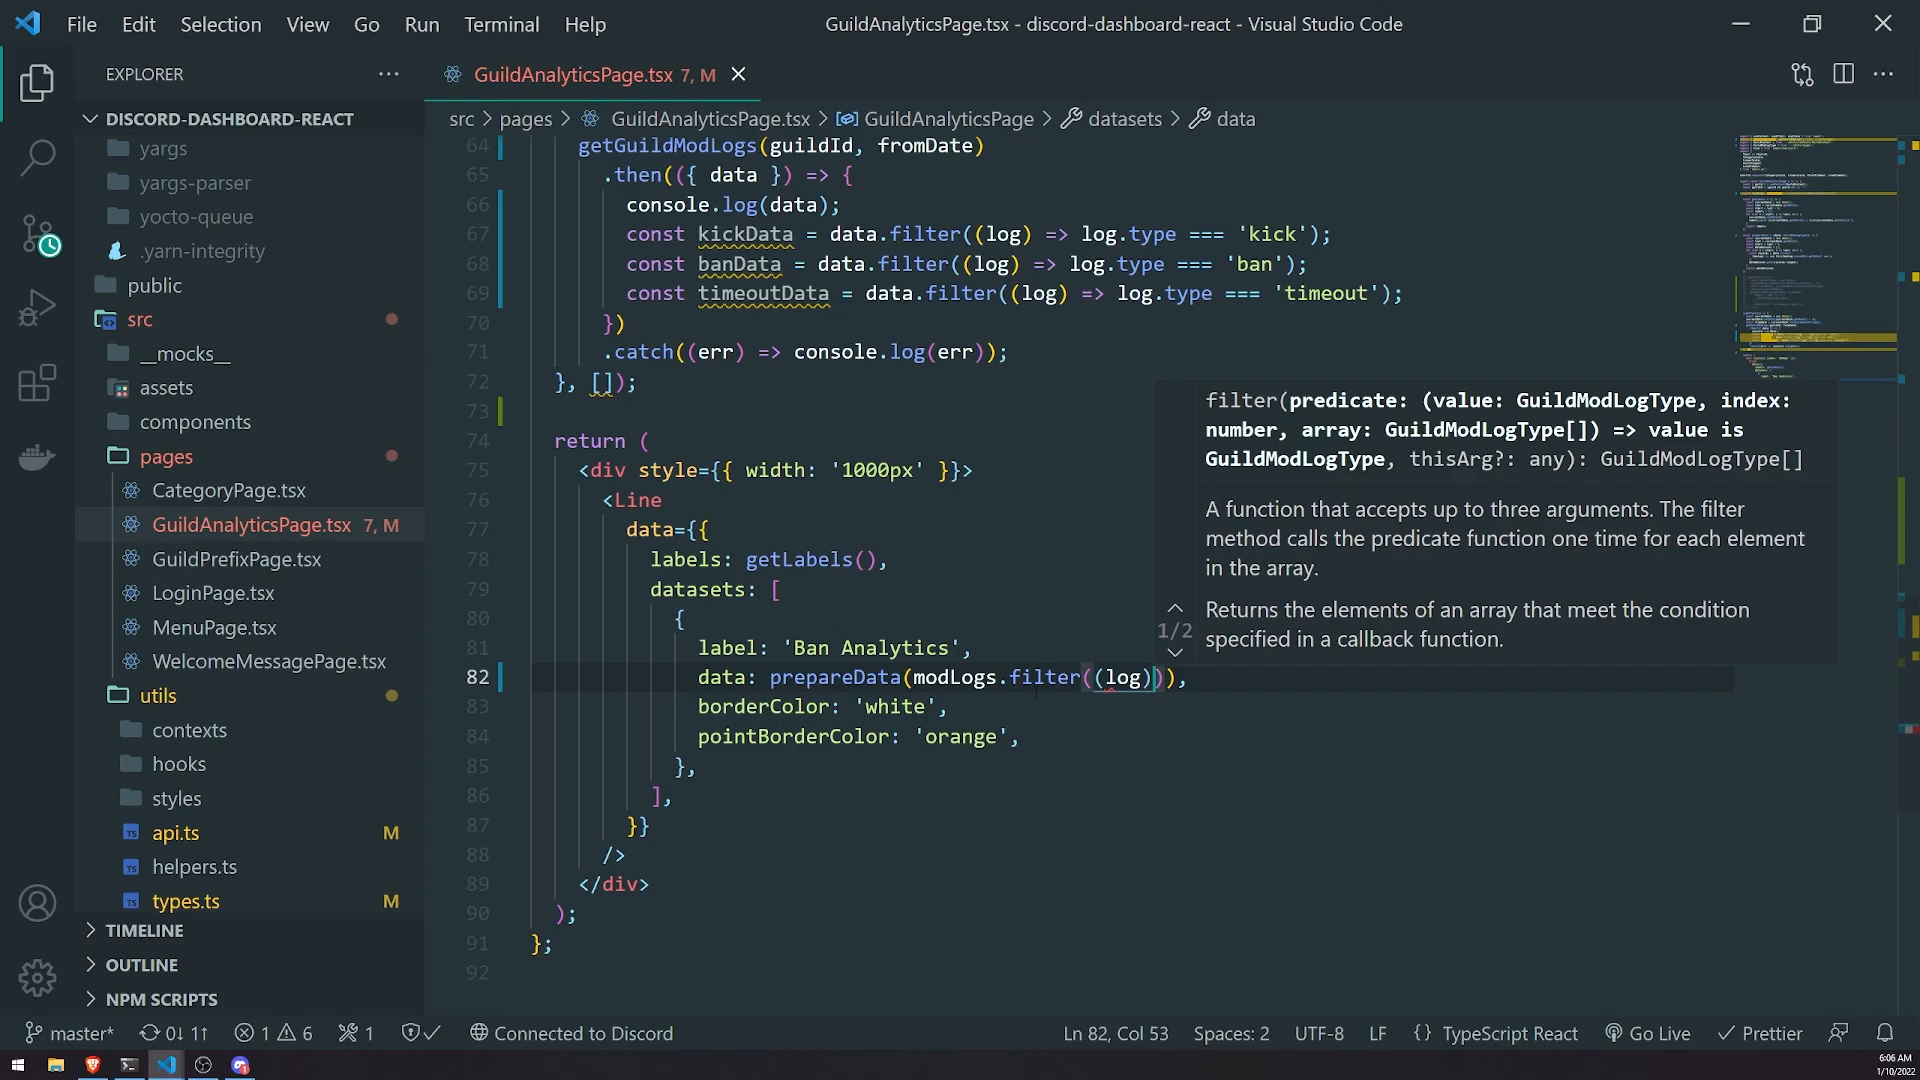 File Edit Selection View Go Run Terminal Help
GuildAnalyticsPage.tsx - discord-dashboard-react - Visual Studio Code
EXPLORER
GuildAnalyticsPage.tsx 7, M
DISCORD-DASHBOARD-REACT
src > pages > GuildAnalyticsPage.tsx > GuildAnalyticsPage > datasets > data
yargs
yargs-parser
yocto-queue
.yarn-integrity
public
src
__mocks__
assets
components
pages
CategoryPage.tsx
GuildAnalyticsPage.tsx 7, M
GuildPrefixPage.tsx
LoginPage.tsx
MenuPage.tsx
WelcomeMessagePage.tsx
utils
contexts
hooks
styles
api.ts M
helpers.ts
types.ts M
TIMELINE
OUTLINE
NPM SCRIPTS
64 getGuildModLogs(guildId, fromDate)
65 .then(({ data }) => {
66 console.log(data);
67 const kickData = data.filter((log) => log.type === 'kick');
68 const banData = data.filter((log) => log.type === 'ban');
69 const timeoutData = data.filter((log) => log.type === 'timeout');
70 })
71 .catch((err) => console.log(err));
72 }, []);
73
74 return (
75 <div style={{ width: '1000px' }}>
76 <Line
77 data={{
78 labels: getLabels(),
79 datasets: [
80 {
81 label: 'Ban Analytics',
82 data: prepareData(modLogs.filter((log))),
83 borderColor: 'white',
84 pointBorderColor: 'orange',
85 },
86 ],
87 }}
88 />
89 </div>
90 );
91 };
92
filter(predicate: (value: GuildModLogType, index:
number, array: GuildModLogType[]) => value is
GuildModLogType, thisArg?: any): GuildModLogType[]
A function that accepts up to three arguments. The filter
method calls the predicate function one time for each element
in the array.
1/2
Returns the elements of an array that meet the condition
specified in a callback function.
master* 0↓ 1↑ 1 6 1 Connected to Discord Ln 82, Col 53 Spaces: 2 UTF-8 LF {} TypeScript React Go Live Prettier
6:06 AM
1/10/2022